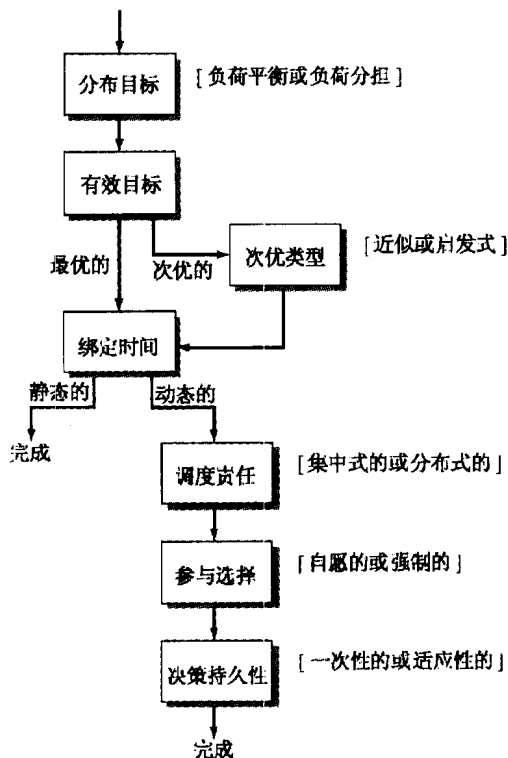 分布目标 [负荷平衡或负荷分担]
有效目标
最优的 次优的 次优类型 [近似或启发式]
绑定时间
静态的 动态的
完成
调度责任 [集中式的或分布式的]
参与选择 [自愿的或强制的]
决策持久性 [一次性的或适应性的]
完成